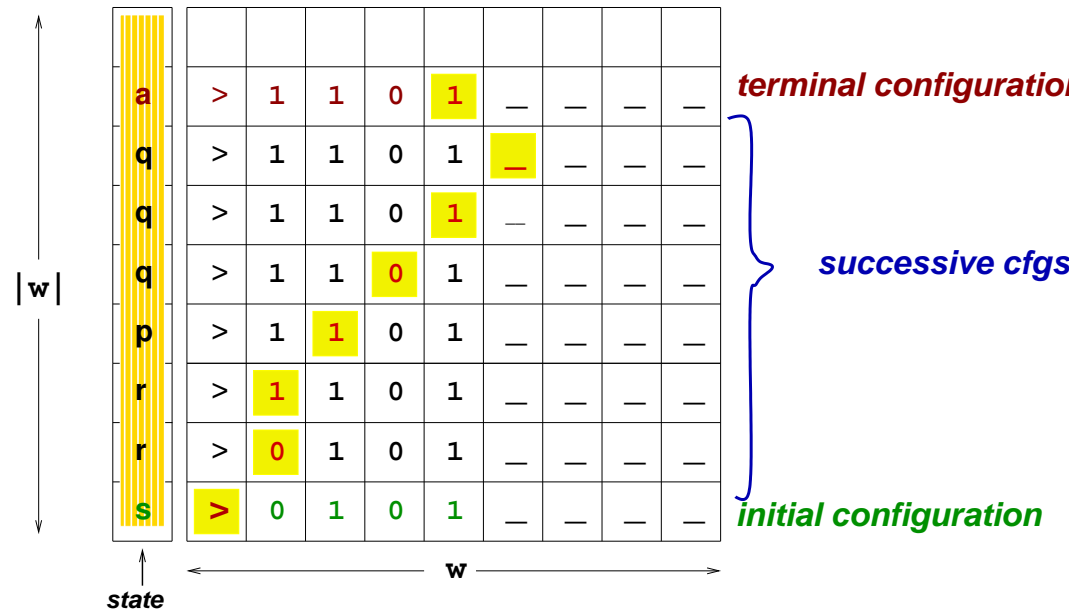 a > 1 1 0 1 _ _ _ _ terminal configuration
q > 1 1 0 1 _ _ _ _
q > 1 1 0 1 _ _ _ _
|w| q > 1 1 0 1 _ _ _ _ successive cfgs
p > 1 1 0 1 _ _ _ _
r > 1 1 0 1 _ _ _ _
r > 0 1 0 1 _ _ _ _
s > 0 1 0 1 _ _ _ _ initial configuration
w
state